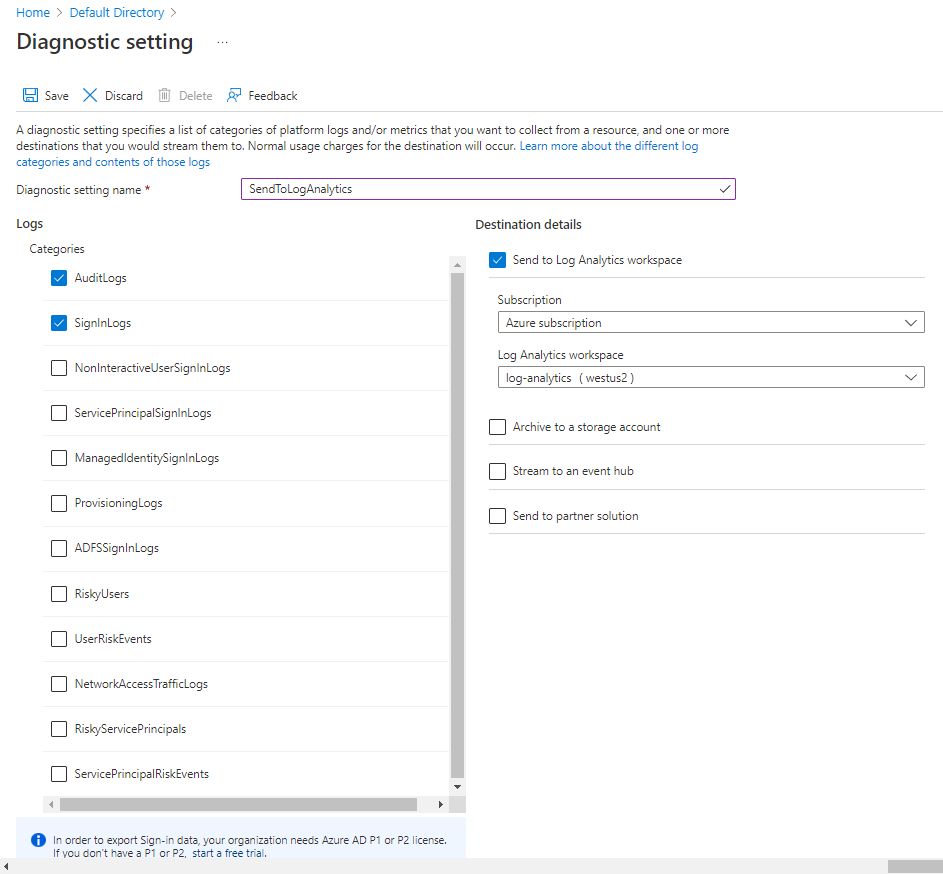 Home > Default Directory >
Diagnostic setting ...
Save Discard Delete Feedback
A diagnostic setting specifies a list of categories of platform logs and/or metrics that you want to collect from a resource, and one or more
destinations that you would stream them to. Normal usage charges for the destination will occur. Learn more about the different log
categories and contents of those logs
Diagnostic setting name *
SendToLogAnalytics
Logs
Categories
AuditLogs
SignInLogs
NonInteractiveUserSignInLogs
ServicePrincipalSignInLogs
ManagedIdentitySignInLogs
ProvisioningLogs
ADFSSignInLogs
RiskyUsers
UserRiskEvents
NetworkAccessTrafficLogs
RiskyServicePrincipals
ServicePrincipalRiskEvents
In order to export Sign-in data, your organization needs Azure AD P1 or P2 license.
If you don't have a P1 or P2, start a free trial.
Destination details
Send to Log Analytics workspace
Subscription
Azure subscription
Log Analytics workspace
log-analytics ( westus2 )
Archive to a storage account
Stream to an event hub
Send to partner solution